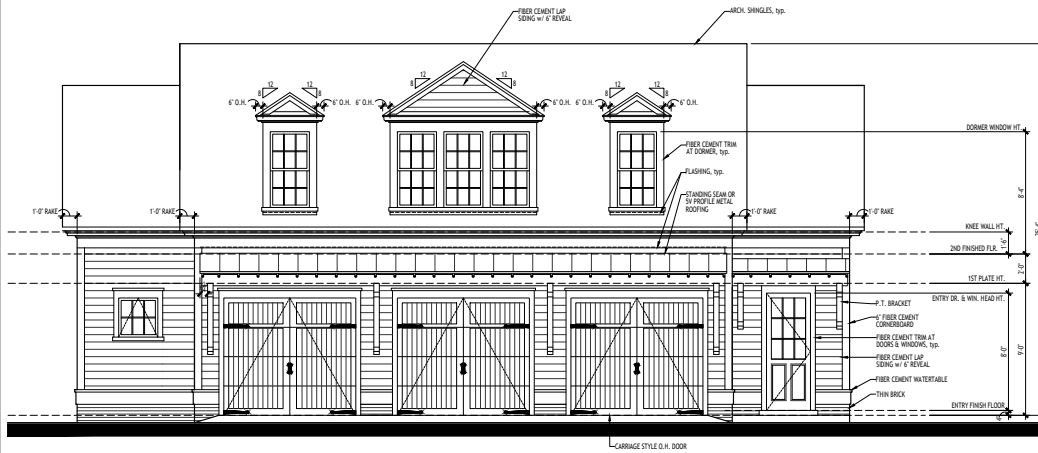 FIBER CEMENT LAP
SIDING w/ 6" REVEAL
ARCH. SHINGLES, typ.
12
8
12
8
12
8
12
8
12
8
12
8
6" O.H.
6" O.H.
6" O.H.
6" O.H.
6" O.H.
6" O.H.
DORMER WINDOW HT.
FIBER CEMENT TRIM
AT DORMER, typ.
FLASHING, typ.
STANDING SEAM OR
5V PROFILE METAL
ROOFING
8'-4"
1'-0" RAKE
1'-0" RAKE
1'-0" RAKE
1'-0" RAKE
KNEE WALL HT.
1'-6"
2ND FINISHED FLR.
2'-0"
1ST PLATE HT.
ENTRY DR. & WIN. HEAD HT.
P.T. BRACKET
6" FIBER CEMENT
CORNERBOARD
FIBER CEMENT TRIM AT
DOORS & WINDOWS, typ.
8'-0"
9'-0"
FIBER CEMENT LAP
SIDING w/ 6" REVEAL
FIBER CEMENT WATERTABLE
THIN BRICK
ENTRY FINISH FLOOR
CARRIAGE STYLE O.H. DOOR